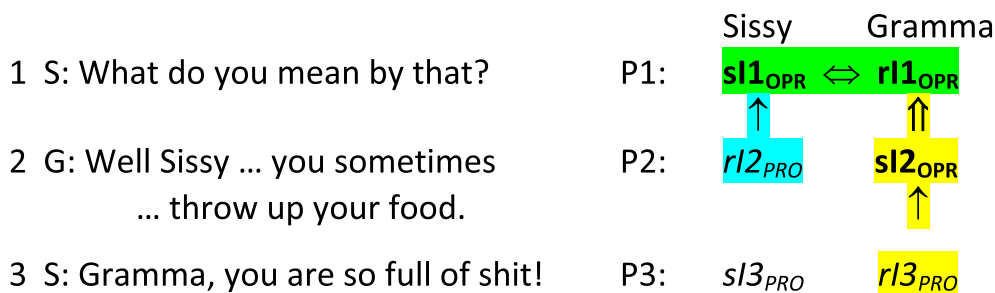 Sissy Gramma
1 S: What do you mean by that? P1: sI1OPR ⇔ rI1OPR
↑ ⇑
2 G: Well Sissy … you sometimes P2: rI2PRO sI2OPR
… throw up your food. ↑
3 S: Gramma, you are so full of shit! P3: sI3PRO rI3PRO